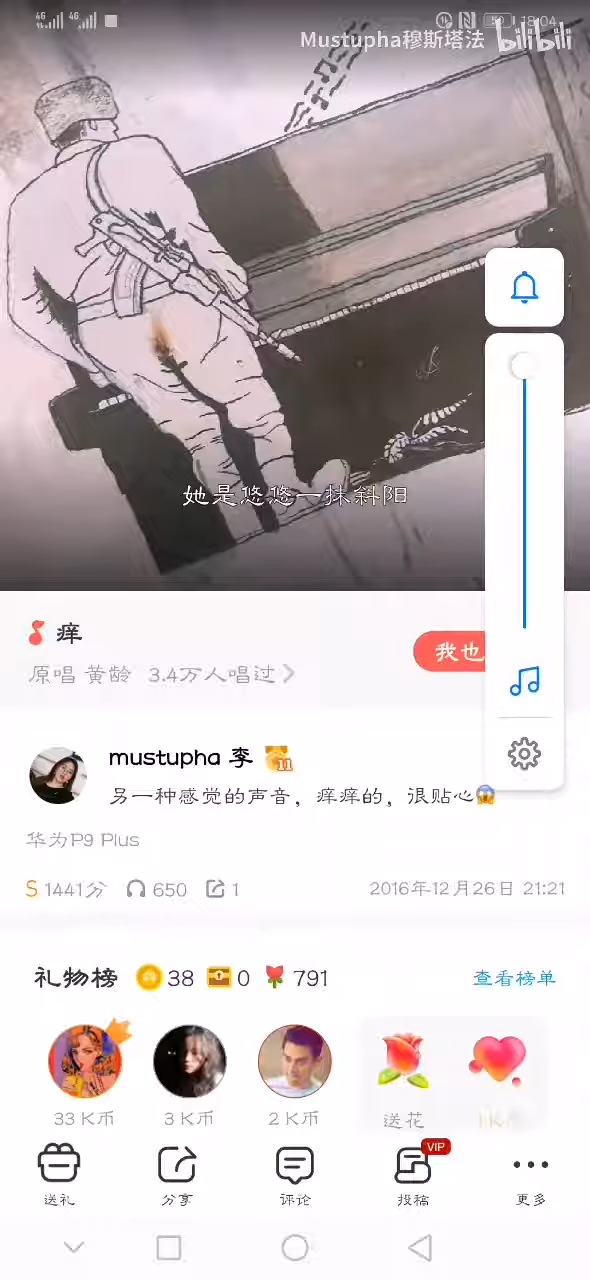 4G 4G 50 18:04
Mustupha穆斯塔法 bilibili
她是悠悠一抹斜阳
痒
我也
原唱 黄龄 3.4万人唱过
mustupha 李 11
另一种感觉的声音，痒痒的，很贴心
华为P9 Plus
S 1441分 650 1 2016年12月26日 21:21
礼物榜 38 0 791 查看榜单
33 K币 3 K币 2 K币 送花
VIP
送礼 分享 评论 投稿 更多